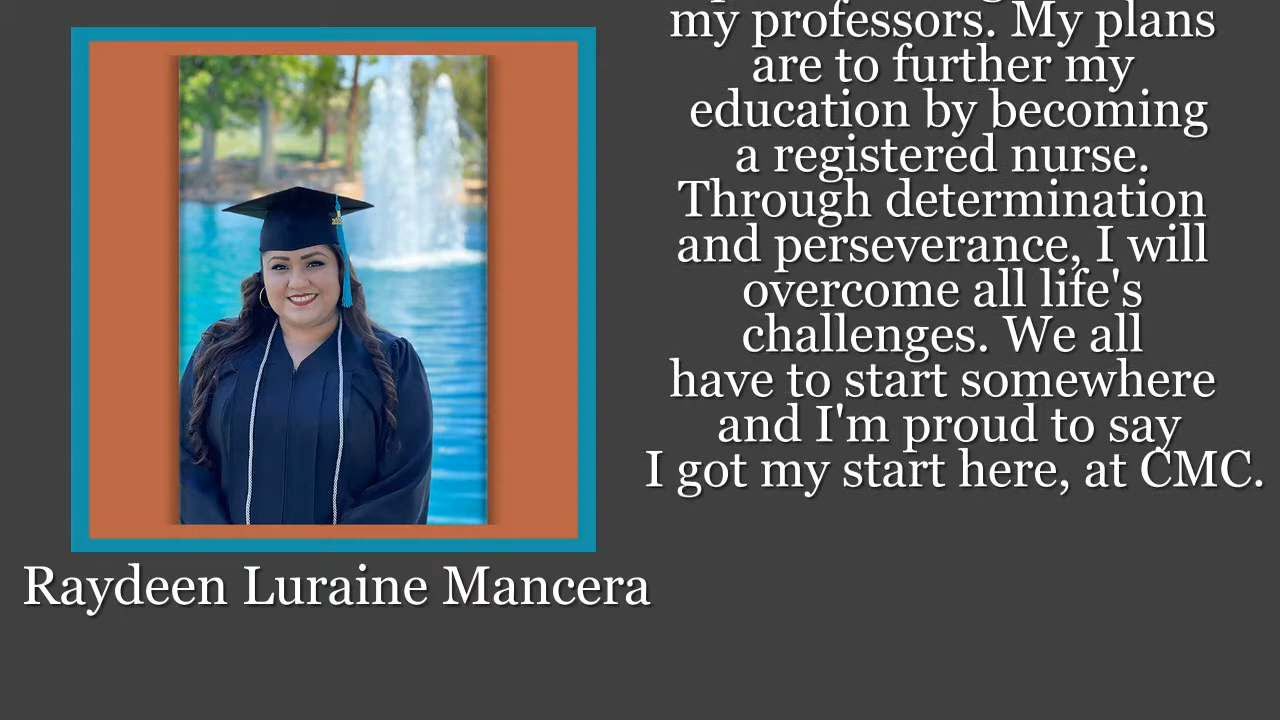 my professors. My plans
are to further my
education by becoming
a registered nurse.
Through determination
and perseverance, I will
overcome all life's
challenges. We all
have to start somewhere
and I'm proud to say
I got my start here, at CMC.
Raydeen Luraine Mancera